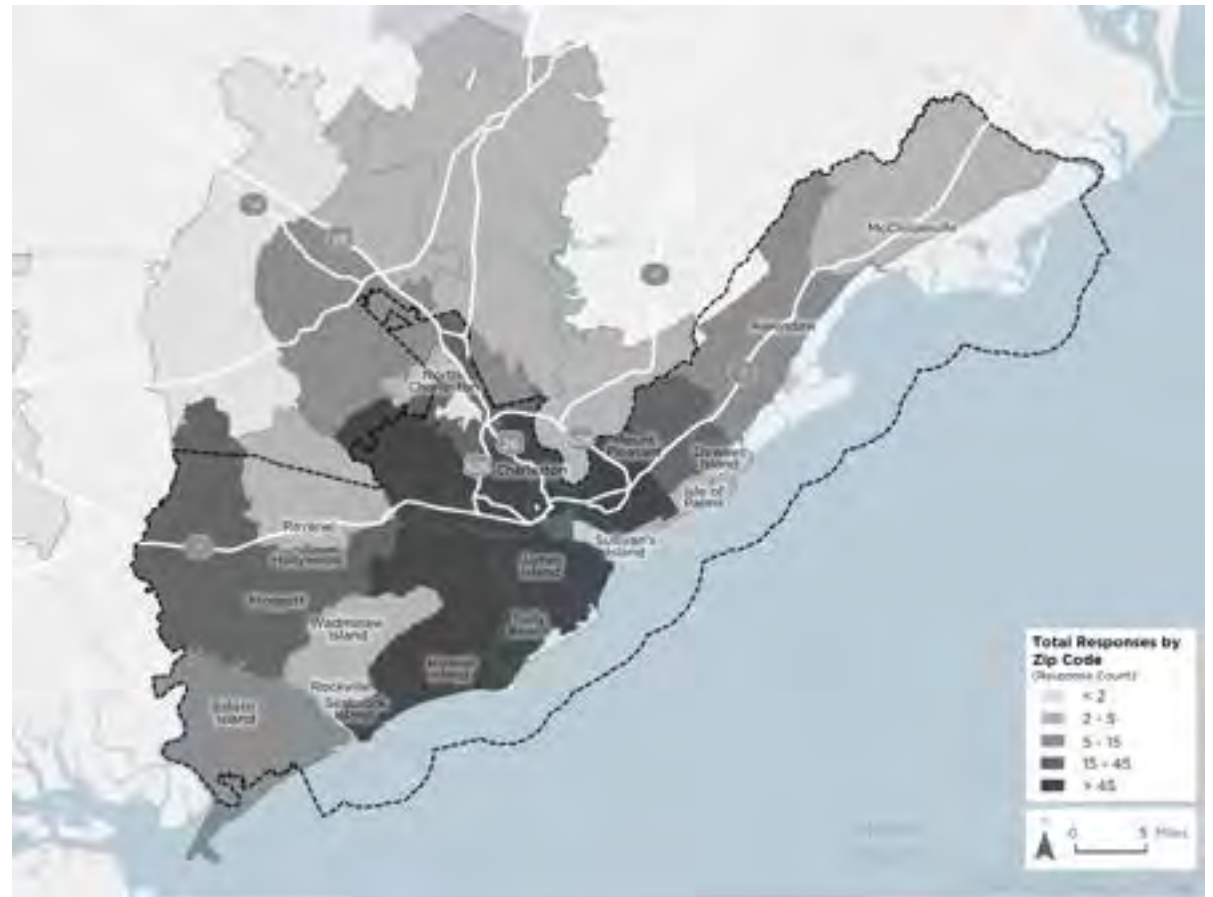 McClellanville
Awendaw
North
Charleston
Mount
Pleasant
Dewees
Island
Charleston
Isle of
Palms
Ravenel
Sullivan's
Island
Hollywood
James
Island
Meggett
Wadmalaw
Island
Folly
Beach
Kiawah
Island
Rockville
Seabrook
Island
Edisto
Island
Total Responses by
Zip Code
(Response Count)
< 2
2 - 5
5 - 15
15 - 45
> 45
0 5 Miles